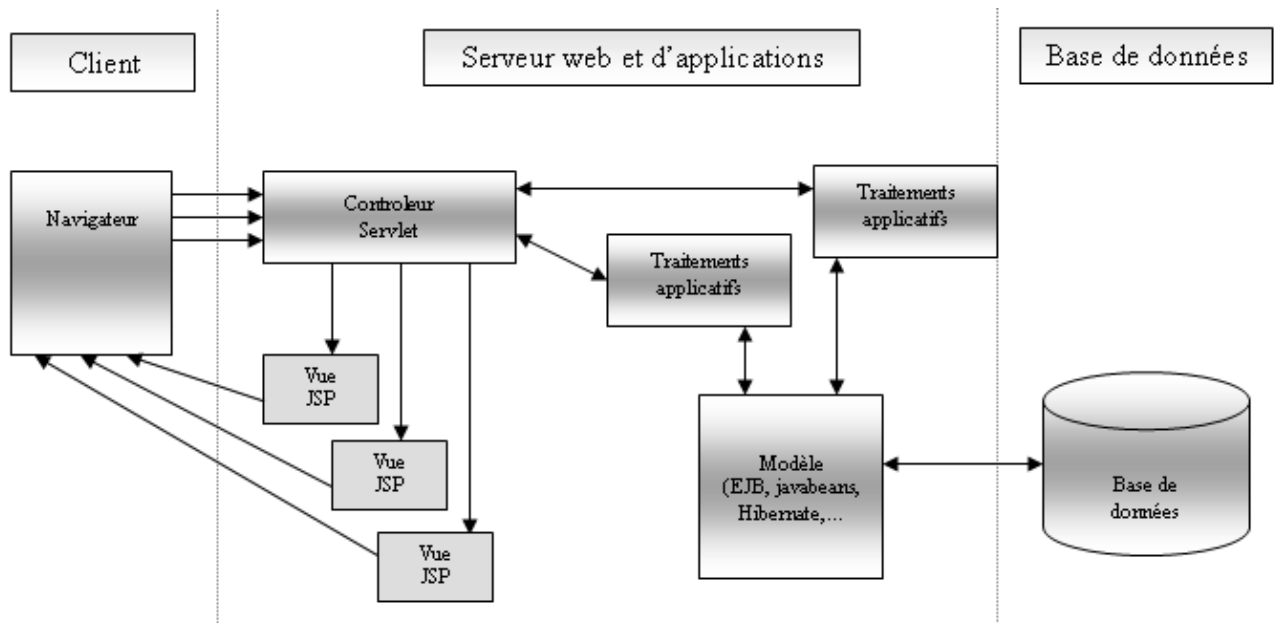 Client
Serveur web et d'applications
Base de données
Navigateur
Controleur
Servlet
Traitements
applicatifs
Traitements
applicatifs
Vue
JSP
Vue
JSP
Vue
JSP
Modèle
(EJB, javabeans,
Hibernate,...
Base de
données